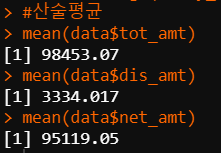 > #산술평균
> mean(data$tot_amt)
[1] 98453.07
> mean(data$dis_amt)
[1] 3334.017
> mean(data$net_amt)
[1] 95119.05